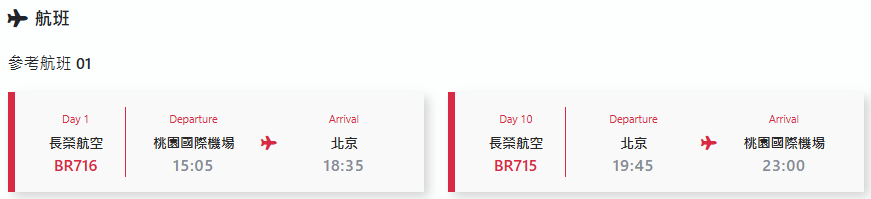 航班
參考航班 01
Day 1 Departure Arrival
長榮航空 桃園國際機場 北京
BR716 15:05 18:35
Day 10 Departure Arrival
長榮航空 北京 桃園國際機場
BR715 19:45 23:00